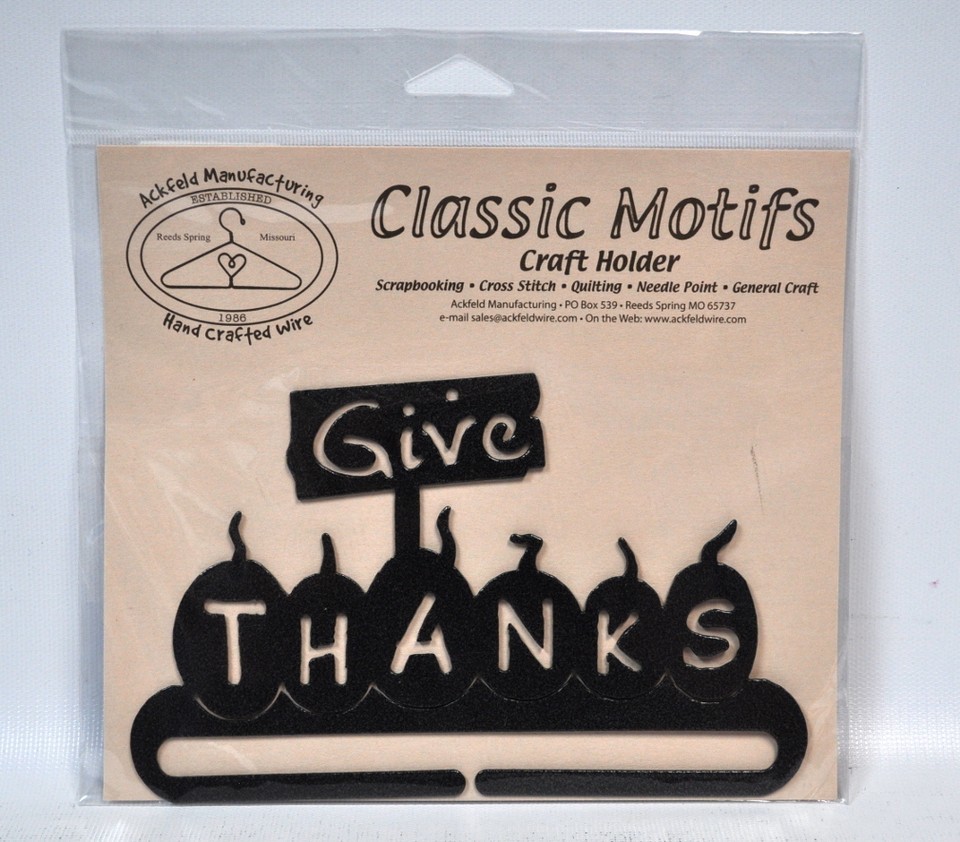 Ackfeld Manufacturing
ESTABLISHED
Reeds Spring Missouri
1986
Hand Crafted Wire
Classic Motifs
Craft Holder
Scrapbooking • Cross Stitch • Quilting • Needle Point • General Craft
Ackfeld Manufacturing • PO Box 539 • Reeds Spring MO 65737
e-mail sales@ackfeldwire.com • On the Web: www.ackfeldwire.com
Give
THANKS